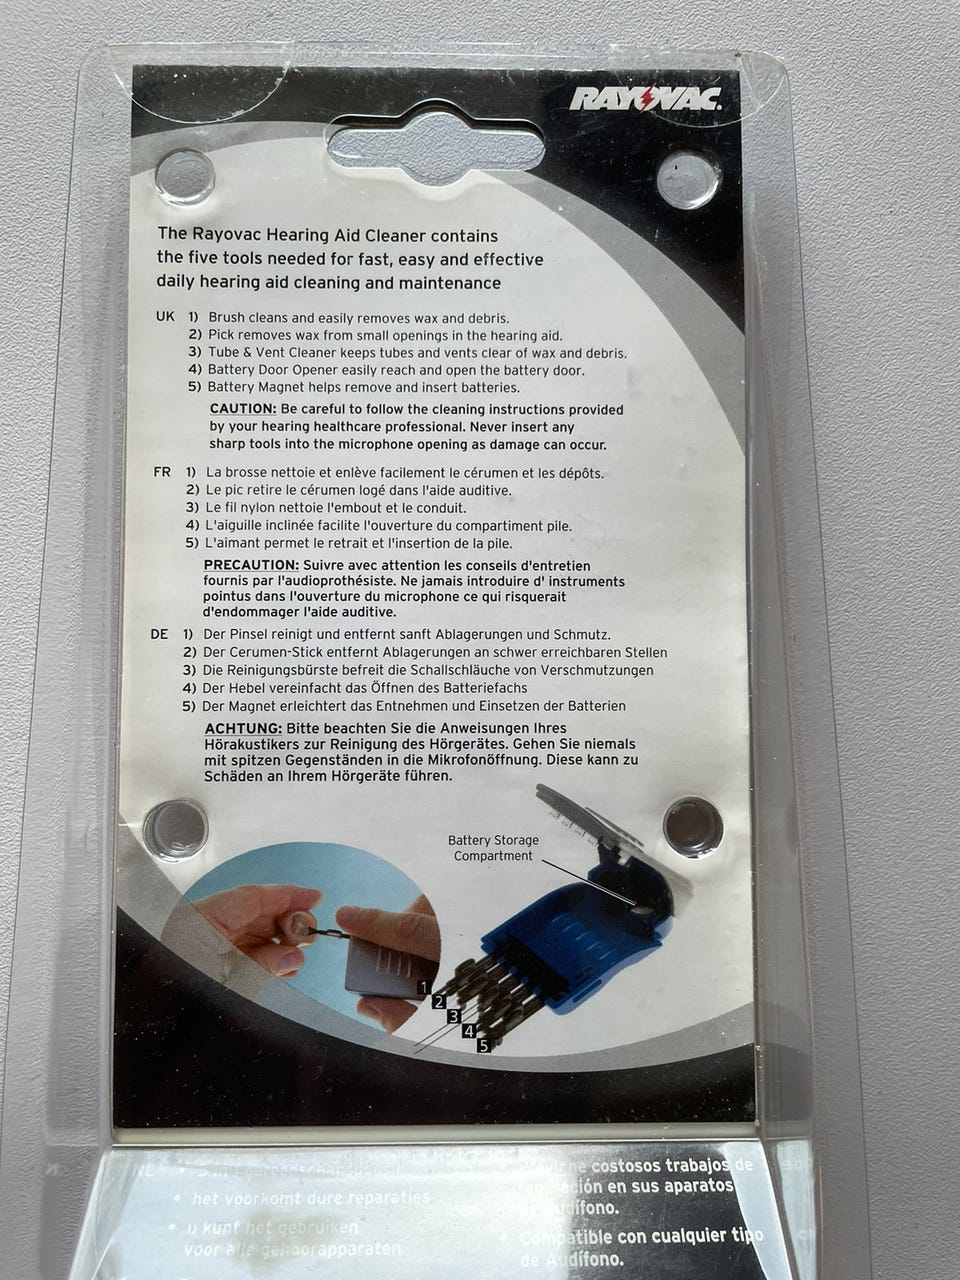 RAYOVAC.
The Rayovac Hearing Aid Cleaner contains
the five tools needed for fast, easy and effective
daily hearing aid cleaning and maintenance
UK 1) Brush cleans and easily removes wax and debris.
2) Pick removes wax from small openings in the hearing aid.
3) Tube & Vent Cleaner keeps tubes and vents clear of wax and debris.
4) Battery Door Opener easily reach and open the battery door.
5) Battery Magnet helps remove and insert batteries.
CAUTION: Be careful to follow the cleaning instructions provided
by your hearing healthcare professional. Never insert any
sharp tools into the microphone opening as damage can occur.
FR 1) La brosse nettoie et enlève facilement le cérumen et les dépôts.
2) Le pic retire le cérumen logé dans l'aide auditive.
3) Le fil nylon nettoie l'embout et le conduit.
4) L'aiguille inclinée facilite l'ouverture du compartiment pile.
5) L'aimant permet le retrait et l'insertion de la pile.
PRECAUTION: Suivre avec attention les conseils d'entretien
fournis par l'audioprothésiste. Ne jamais introduire d' instruments
pointus dans l'ouverture du microphone ce qui risquerait
d'endommager l'aide auditive.
DE 1) Der Pinsel reinigt und entfernt sanft Ablagerungen und Schmutz.
2) Der Cerumen-Stick entfernt Ablagerungen an schwer erreichbaren Stellen
3) Die Reinigungsbürste befreit die Schallschläuche von Verschmutzungen
4) Der Hebel vereinfacht das Öffnen des Batteriefachs
5) Der Magnet erleichtert das Entnehmen und Einsetzen der Batterien
ACHTUNG: Bitte beachten Sie die Anweisungen Ihres
Hörakustikers zur Reinigung des Hörgerätes. Gehen Sie niemals
mit spitzen Gegenständen in die Mikrofonöffnung. Diese kann zu
Schäden an Ihrem Hörgeräte führen.
Battery Storage
Compartment
1
2
3
4
5
NL
• het voorkomt dure reparaties
• u kunt het gebruiken
voor alle gehoorapparaten
costosos trabajos de
en sus aparatos
• Compatible con cualquier tipo
de Audífono.